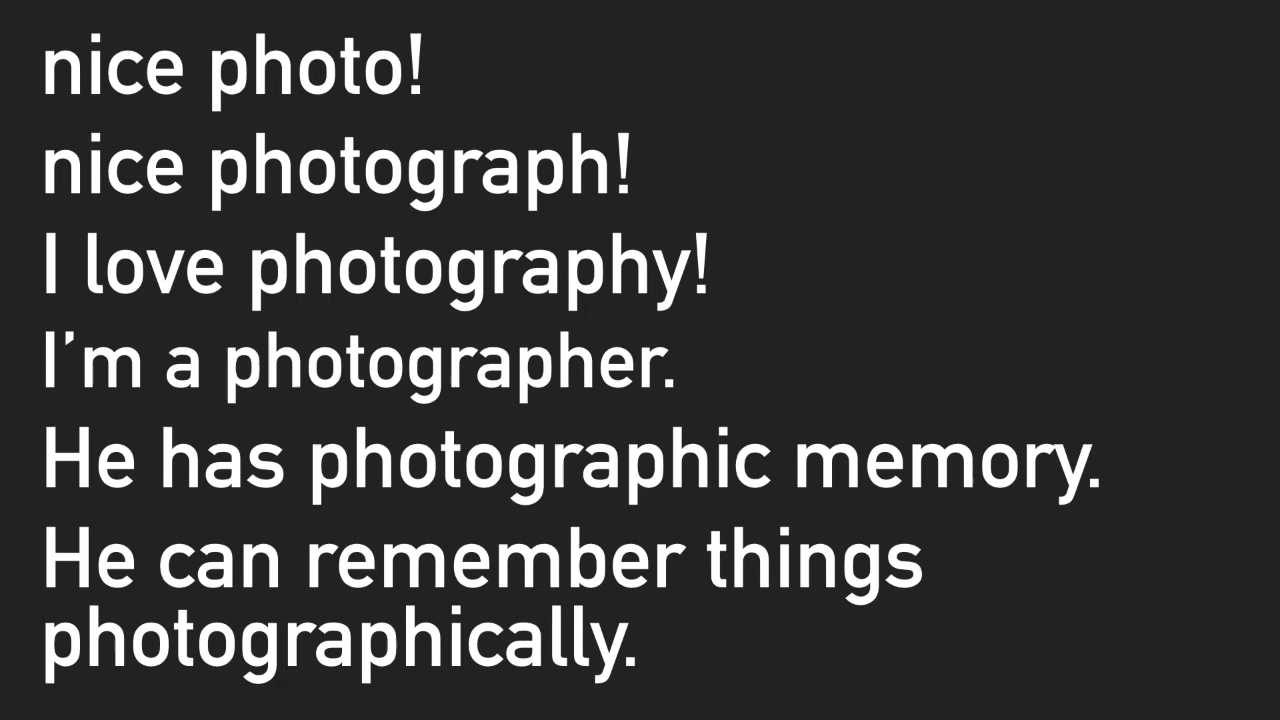 nice photo!
nice photograph!
I love photography!
I’m a photographer.
He has photographic memory.
He can remember things
photographically.